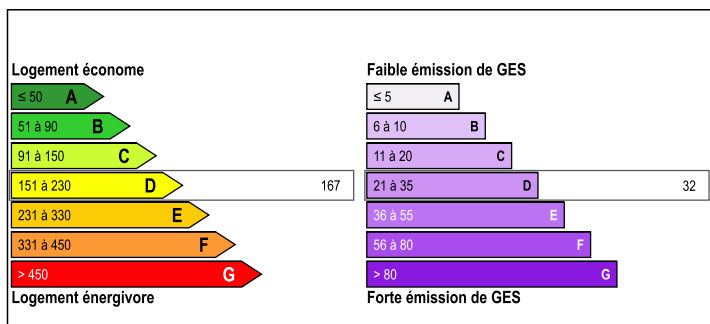 Logement économe
≤ 50 A
51 à 90 B
91 à 150 C
151 à 230 D 167
231 à 330 E
331 à 450 F
> 450 G
Logement énergivore
Faible émission de GES
≤ 5 A
6 à 10 B
11 à 20 C
21 à 35 D 32
36 à 55 E
56 à 80 F
> 80 G
Forte émission de GES